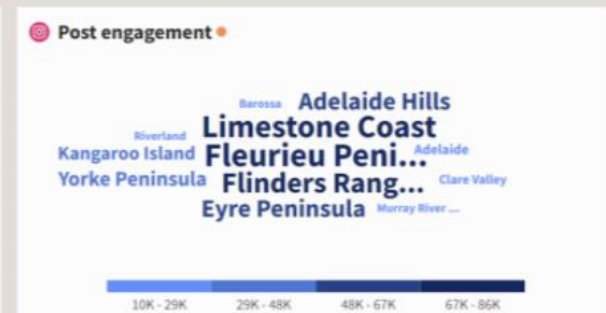 Post engagement
Barossa Adelaide Hills
Riverland Limestone Coast
Kangaroo Island Fleurieu Peni... Adelaide
Yorke Peninsula Flinders Rang... Clare Valley
Eyre Peninsula Murray River ...
10K - 29K 29K - 48K 48K - 67K 67K - 86K